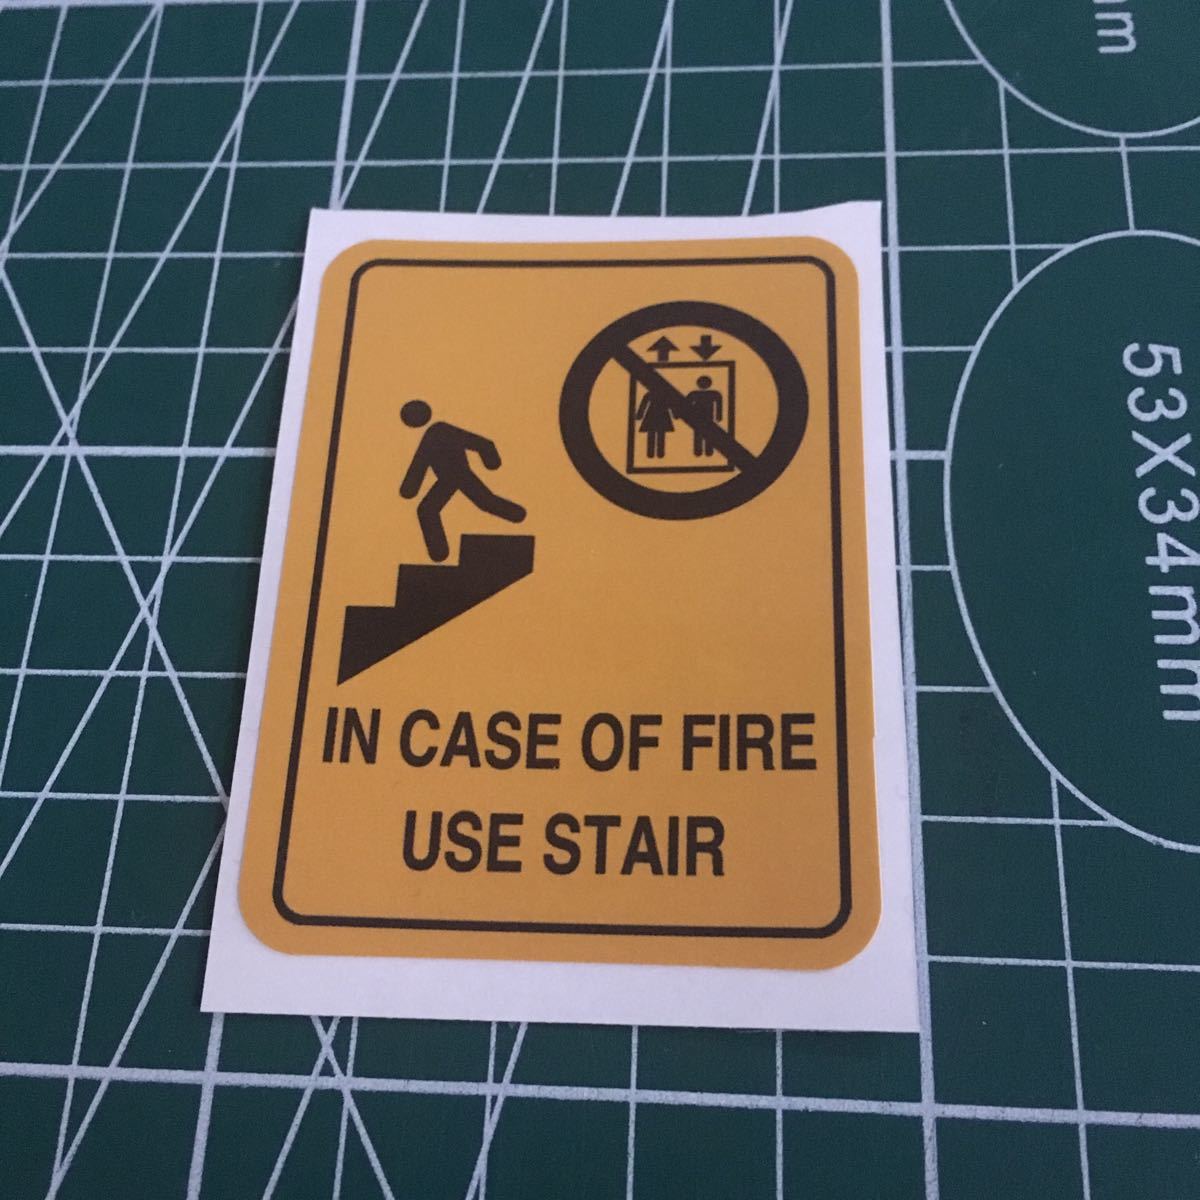 m
53X34mm
IN CASE OF FIRE
USE STAIR